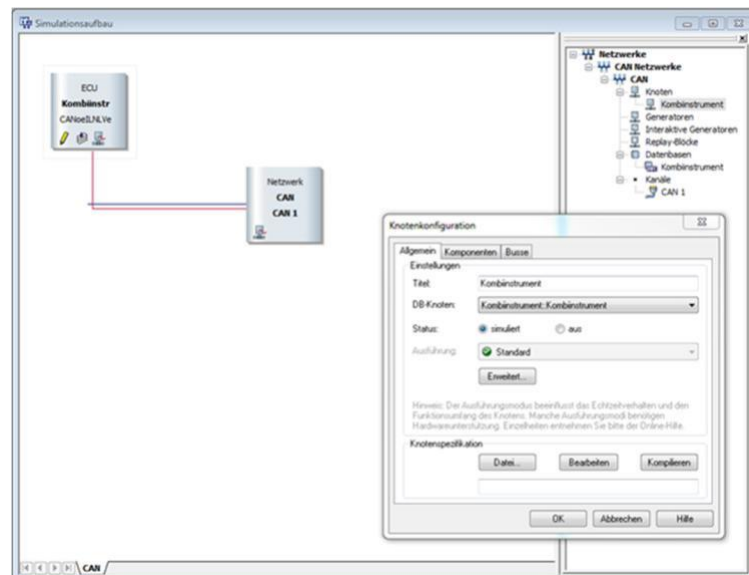 Simulationsaufbau
ECU
Kombiinstr
CANoeILNLVe
Netzwerk
CAN
CAN 1
CAN
Netzwerke
CAN Netzwerke
CAN
Knoten
Kombiinstrument
Generatoren
Interaktive Generatoren
Replay-Blöcke
Datenbasen
Kombiinstrument
Kanäle
CAN 1
Knotenkonfiguration
Allgemein Komponenten Busse
Einstellungen
Titel: Kombiinstrument
DB-Knoten: Kombiinstrument::Kombiinstrument
Status: simuliert aus
Ausführung: Standard
Erweitert...
Hinweis: Der Ausführungsmodus beeinflusst das Echtzeitverhalten und den
Funktionsumfang des Knotens. Manche Ausführungsmodi benötigen
Hardwareunterstützung. Einzelheiten entnehmen Sie bitte der Online-Hilfe.
Knotenspezifikation
Datei... Bearbeiten Kompilieren
OK Abbrechen Hilfe